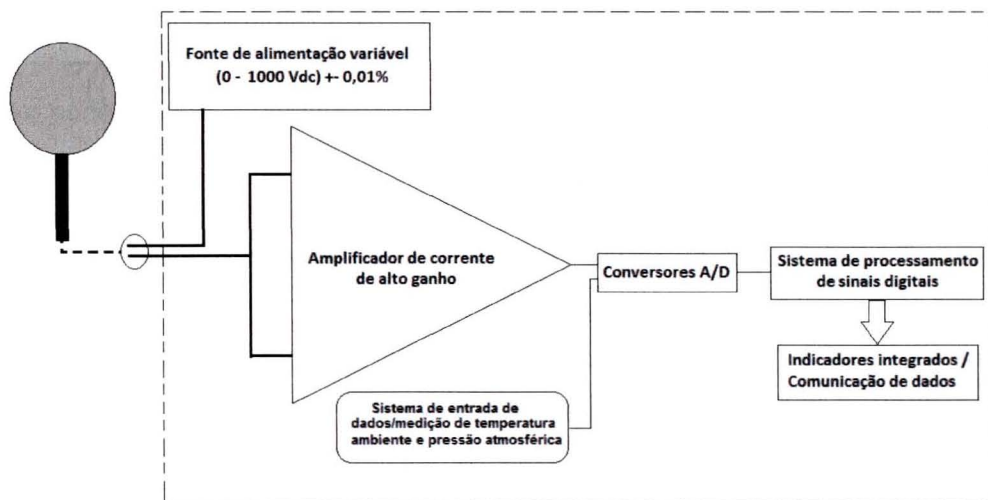 Fonte de alimentação variável
(0 - 1000 Vdc) +- 0,01%
Amplificador de corrente
de alto ganho
Conversores A/D
Sistema de processamento
de sinais digitais
Indicadores integrados /
Comunicação de dados
Sistema de entrada de
dados/medição de temperatura
ambiente e pressão atmosférica